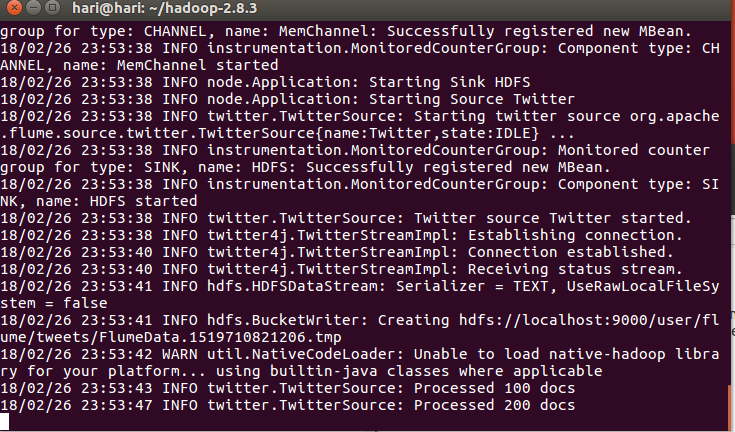 hari@hari: ~/hadoop-2.8.3
group for type: CHANNEL, name: MemChannel: Successfully registered new MBean.
18/02/26 23:53:38 INFO instrumentation.MonitoredCounterGroup: Component type: CH
ANNEL, name: MemChannel started
18/02/26 23:53:38 INFO node.Application: Starting Sink HDFS
18/02/26 23:53:38 INFO node.Application: Starting Source Twitter
18/02/26 23:53:38 INFO twitter.TwitterSource: Starting twitter source org.apache
.flume.source.twitter.TwitterSource{name:Twitter,state:IDLE} ...
18/02/26 23:53:38 INFO instrumentation.MonitoredCounterGroup: Monitored counter
group for type: SINK, name: HDFS: Successfully registered new MBean.
18/02/26 23:53:38 INFO instrumentation.MonitoredCounterGroup: Component type: SI
NK, name: HDFS started
18/02/26 23:53:38 INFO twitter.TwitterSource: Twitter source Twitter started.
18/02/26 23:53:38 INFO twitter4j.TwitterStreamImpl: Establishing connection.
18/02/26 23:53:40 INFO twitter4j.TwitterStreamImpl: Connection established.
18/02/26 23:53:40 INFO twitter4j.TwitterStreamImpl: Receiving status stream.
18/02/26 23:53:41 INFO hdfs.HDFSDataStream: Serializer = TEXT, UseRawLocalFileSy
stem = false
18/02/26 23:53:41 INFO hdfs.BucketWriter: Creating hdfs://localhost:9000/user/fl
ume/tweets/FlumeData.1519710821206.tmp
18/02/26 23:53:42 WARN util.NativeCodeLoader: Unable to load native-hadoop libra
ry for your platform... using builtin-java classes where applicable
18/02/26 23:53:43 INFO twitter.TwitterSource: Processed 100 docs
18/02/26 23:53:47 INFO twitter.TwitterSource: Processed 200 docs